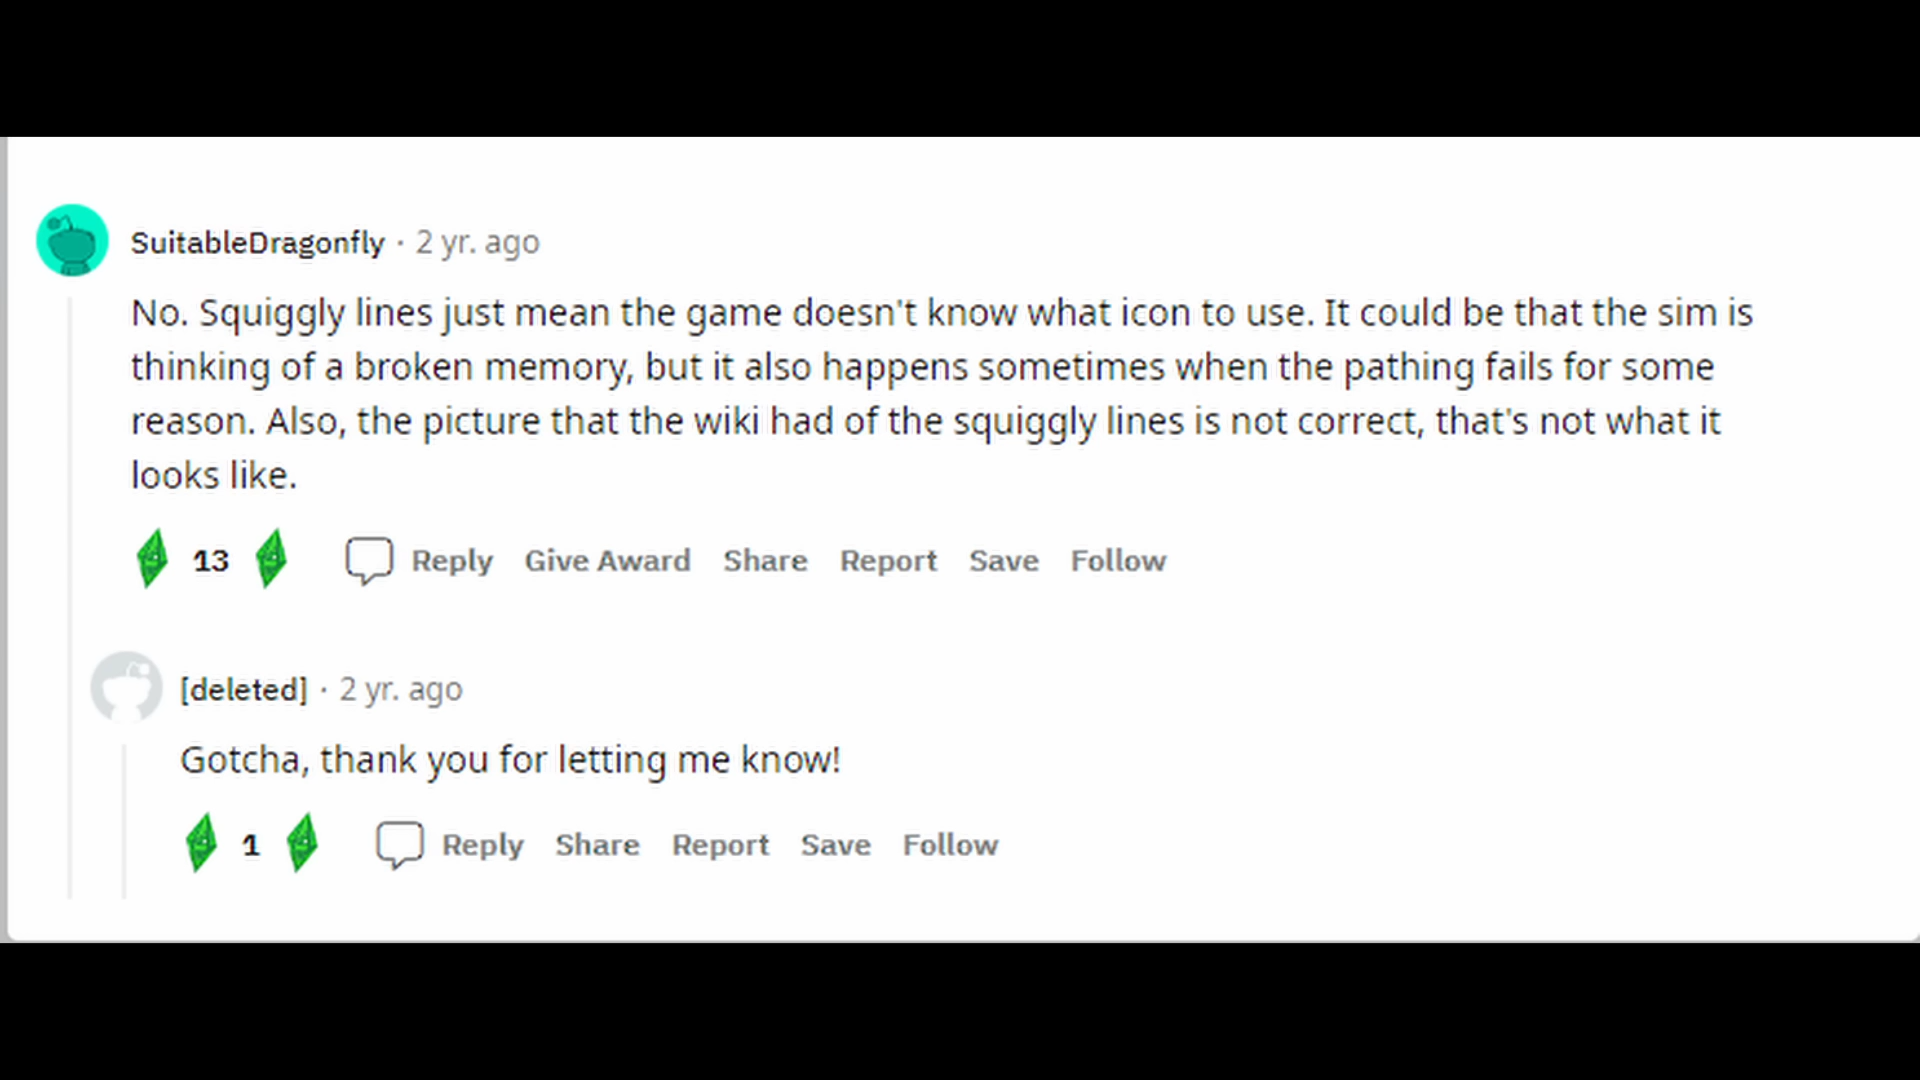 SuitableDragonfly · 2 yr. ago
No. Squiggly lines just mean the game doesn't know what icon to use. It could be that the sim is
thinking of a broken memory, but it also happens sometimes when the pathing fails for some
reason. Also, the picture that the wiki had of the squiggly lines is not correct, that's not what it
looks like.
13 Reply Give Award Share Report Save Follow
[deleted] · 2 yr. ago
Gotcha, thank you for letting me know!
1 Reply Share Report Save Follow